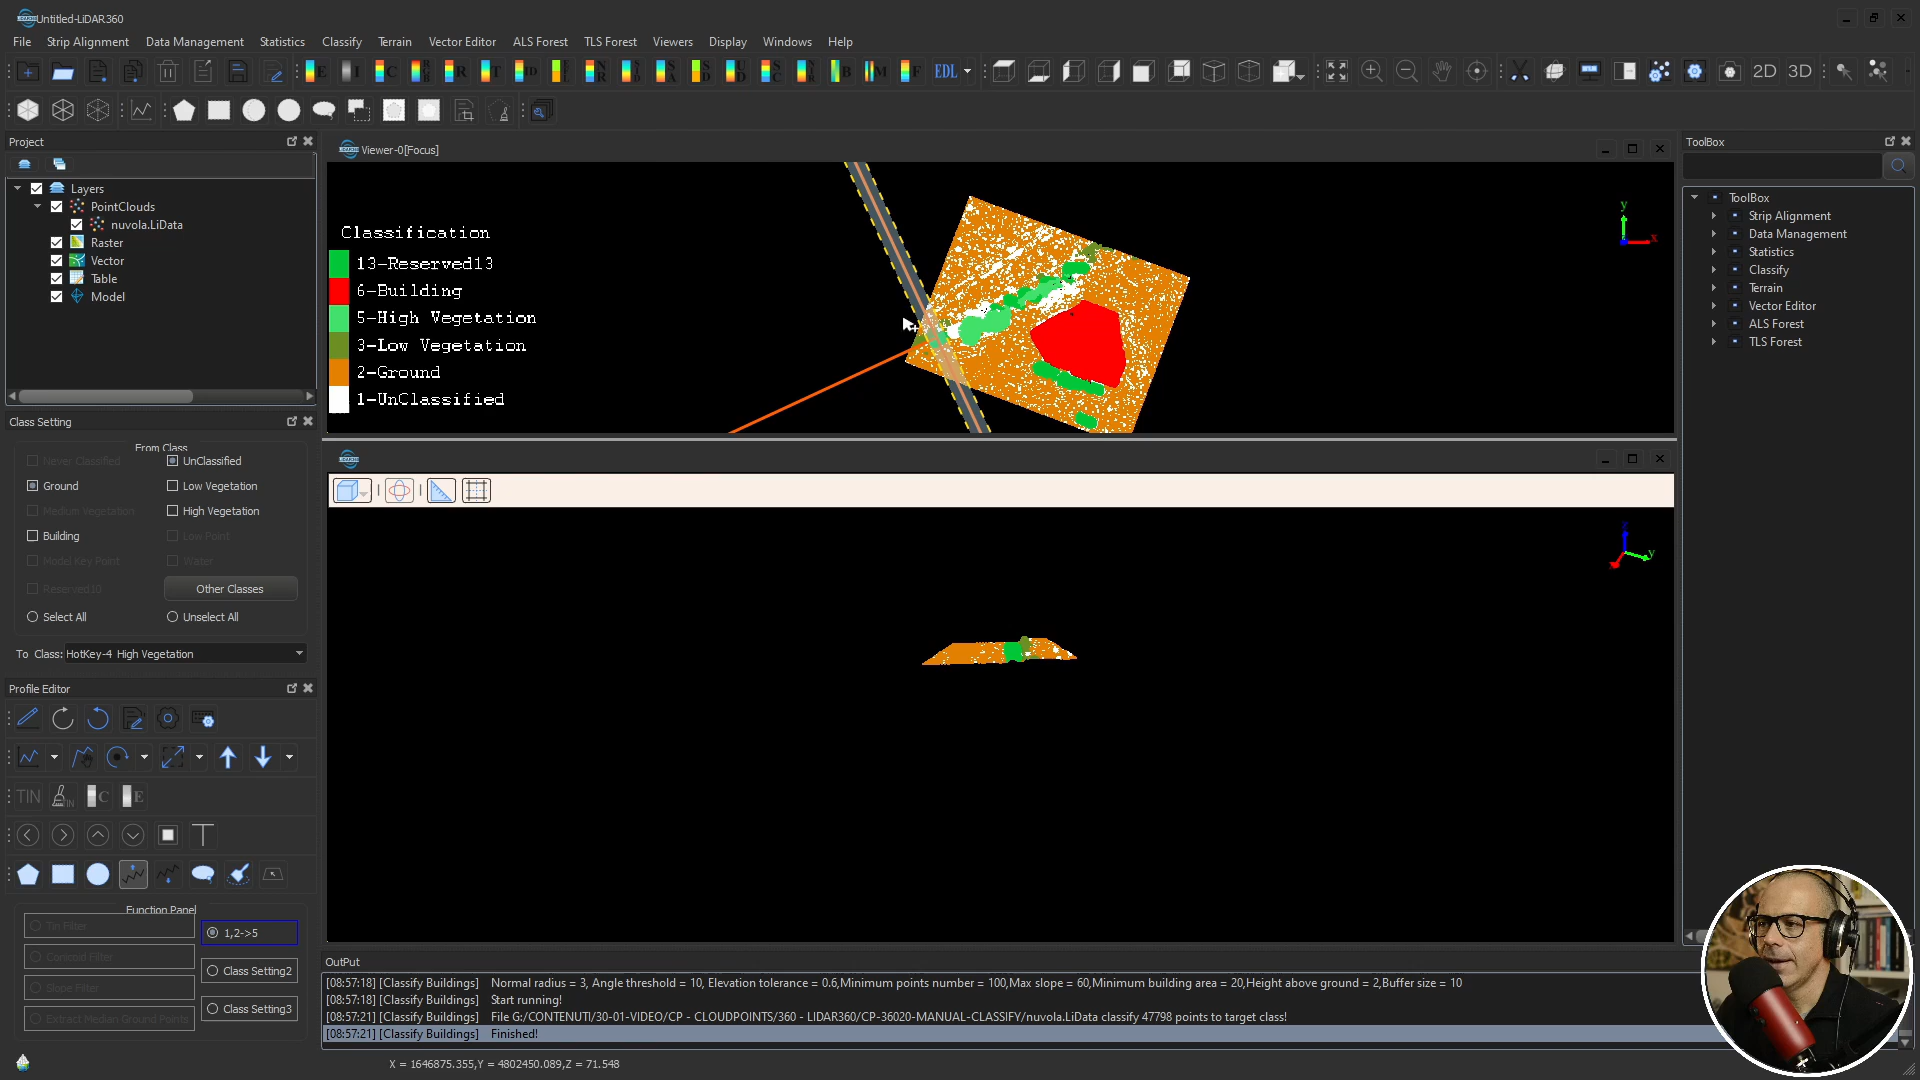 Untitled-LiDAR360
File Strip Alignment Data Management Statistics Classify Terrain Vector Editor ALS Forest TLS Forest Viewers Display Windows Help
EDL
2D 3D
Project
Layers
PointClouds
nuvola.LiData
Raster
Vector
Table
Model
Class Setting
From Class
Never Classified UnClassified
Ground Low Vegetation
Medium Vegetation High Vegetation
Building Low Point
Model Key Point Water
Reserved10 Other Classes
Select All Unselect All
To Class: HotKey-4 High Vegetation
Profile Editor
TIN
C E
Function Panel
Tin Filter 1,2->5
Centroid Filter Class Setting2
Slope Filter
Class Setting3
Extract Median Ground Points
Viewer-0[Focus]
Classification
13-Reserved13
6-Building
5-High Vegetation
3-Low Vegetation
2-Ground
1-UnClassified
y
x
z
y
OutPut
[08:57:18] [Classify Buildings] Normal radius = 3, Angle threshold = 10, Elevation tolerance = 0.6,Minimum points number = 100,Max slope = 60,Minimum building area = 20,Height above ground = 2,Buffer size = 10
[08:57:18] [Classify Buildings] Start running!
[08:57:21] [Classify Buildings] File G:/CONTENUTI/30-01-VIDEO/CP - CLOUDPOINTS/360 - LIDAR360/CP-36020-MANUAL-CLASSIFY/nuvola.LiData classify 47798 points to target class!
[08:57:21] [Classify Buildings] Finished!
X = 1646875.355,Y = 4802450.089,Z = 71.548
ToolBox
ToolBox
Strip Alignment
Data Management
Statistics
Classify
Terrain
Vector Editor
ALS Forest
TLS Forest